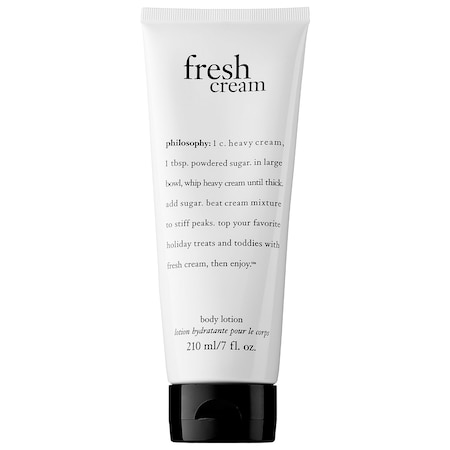 fresh
cream
philosophy: 1 c. heavy cream,
1 tbsp. powdered sugar. in large
bowl, whip heavy cream until thick.
add sugar. beat cream mixture
to stiff peaks. top your favorite
holiday treats and toddies with
fresh cream, then enjoy.™
body lotion
lotion hydratante pour le corps
210 ml/7 fl. oz.